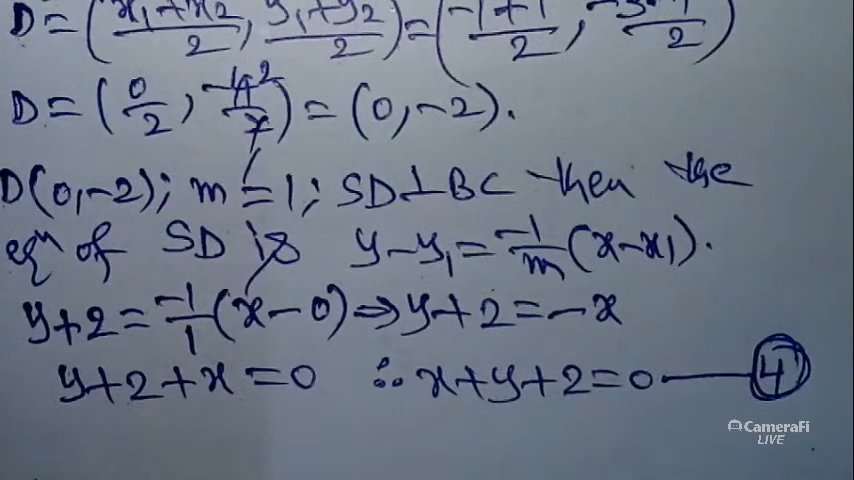 D = (x₁+x₂/2, y₁+y₂/2) = (-1+1/2, -3-1/2)
D = (0/2, -4 2/2) = (0, -2).
D(0, -2); m = 1; SD⊥BC then the
eqⁿ of SD is y - y₁ = -1/m (x - x₁).
y + 2 = -1/1 (x - 0) ⇒ y + 2 = -x
y + 2 + x = 0 ∴ x + y + 2 = 0 — 4
CameraFi
LIVE